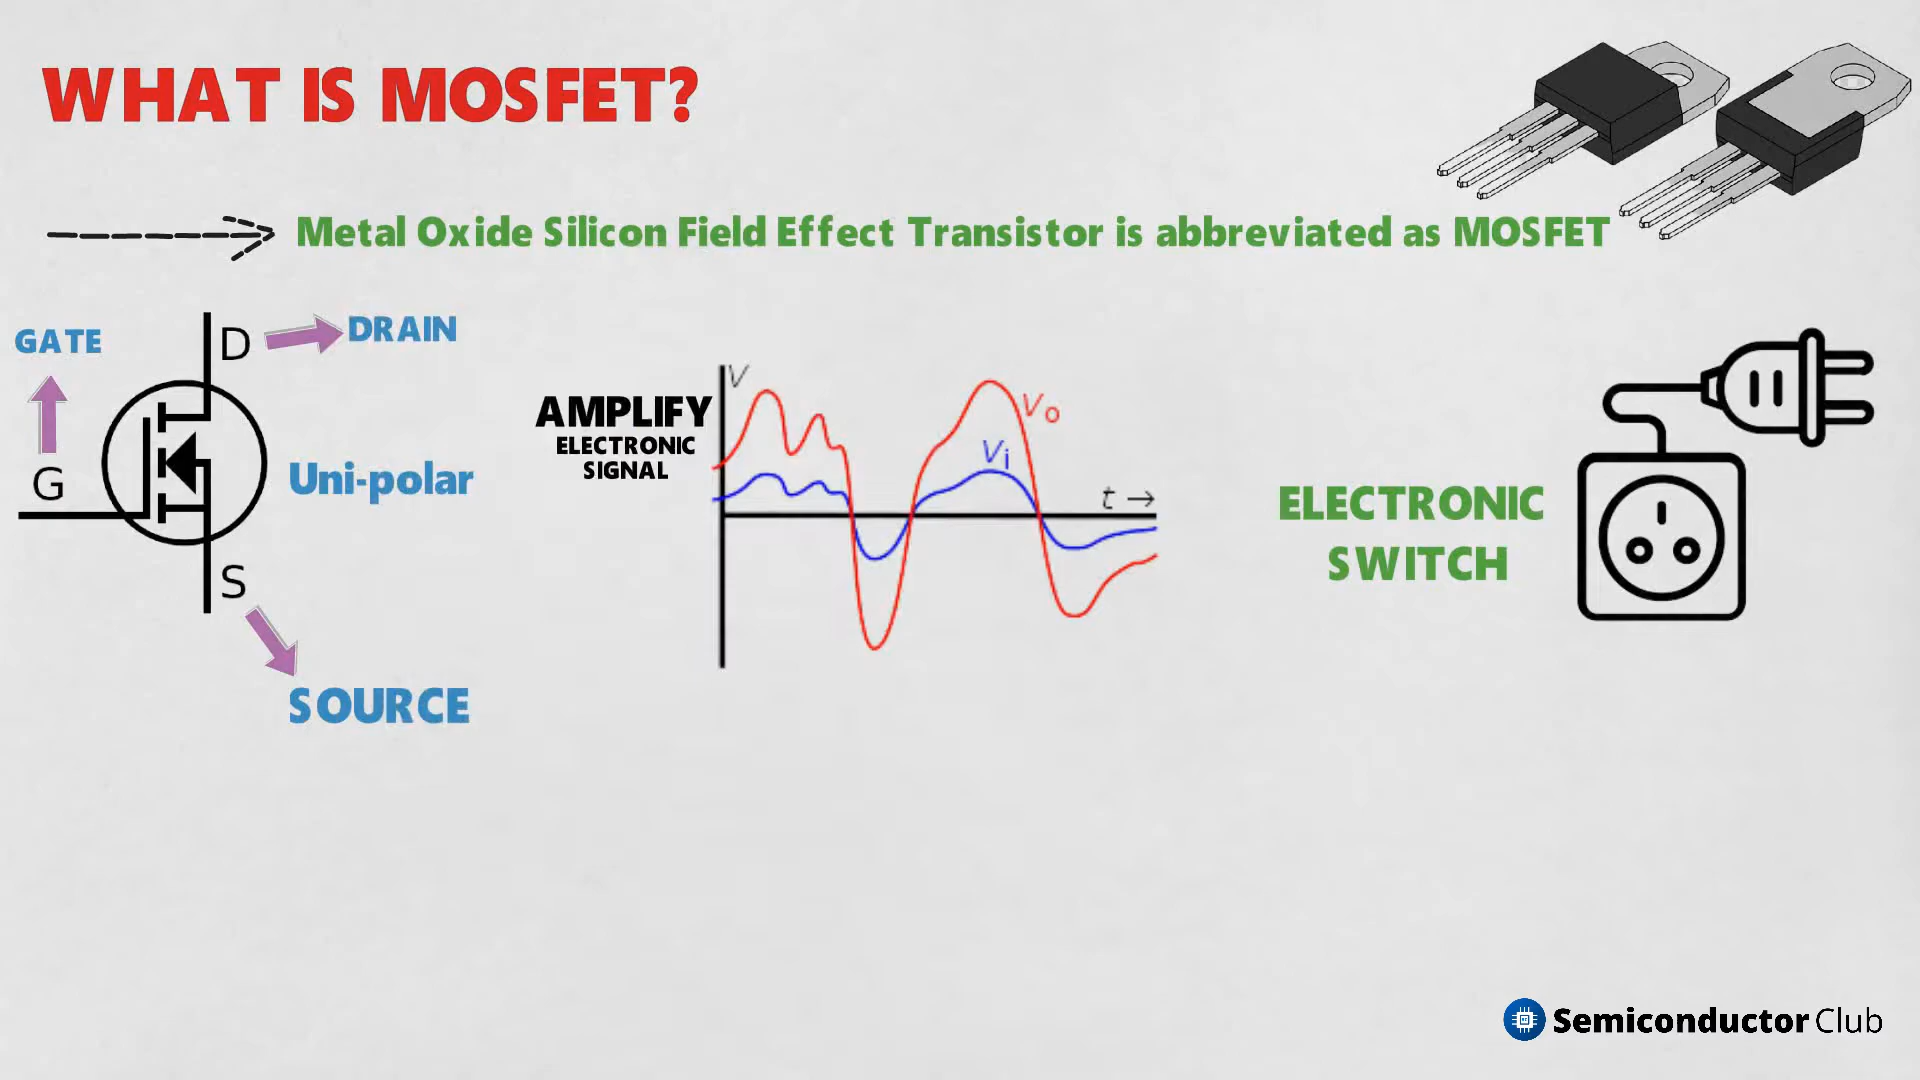 WHAT IS MOSFET?
Metal Oxide Silicon Field Effect Transistor is abbreviated as MOSFET
GATE
D
DRAIN
G
Uni-polar
S
SOURCE
AMPLIFY
ELECTRONIC
SIGNAL
V
Vo
Vi
t →
ELECTRONIC
SWITCH
Semiconductor Club